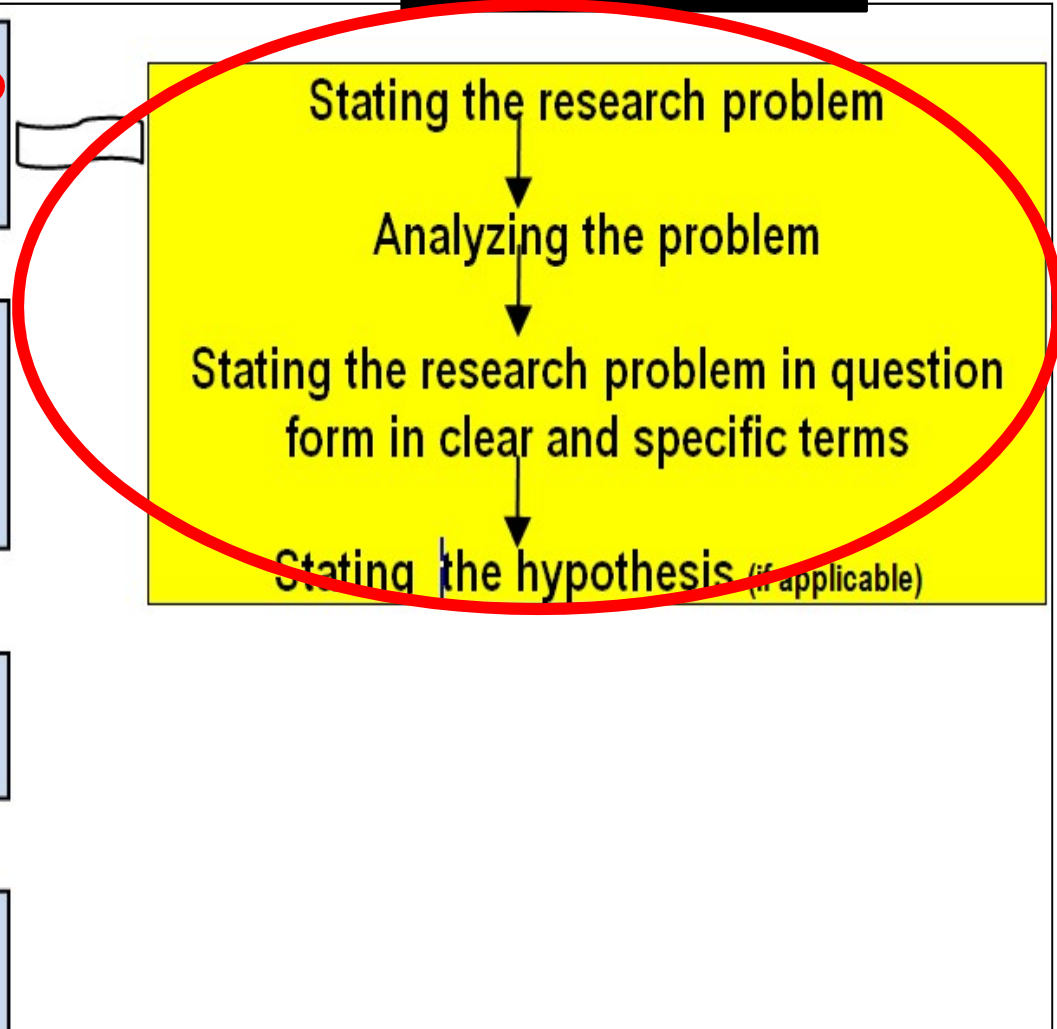 Stating the research problem
Analyzing the problem
Stating the research problem in question
form in clear and specific terms
Stating the hypothesis (if applicable)